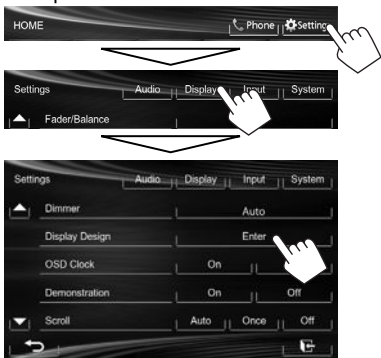 HOME Phone Setting
Settings Audio Display Input System
Fader/Balance
Settings Audio Display Input System
Dimmer Auto
Display Design Enter
OSD Clock On
Demonstration On Off
Scroll Auto Once Off